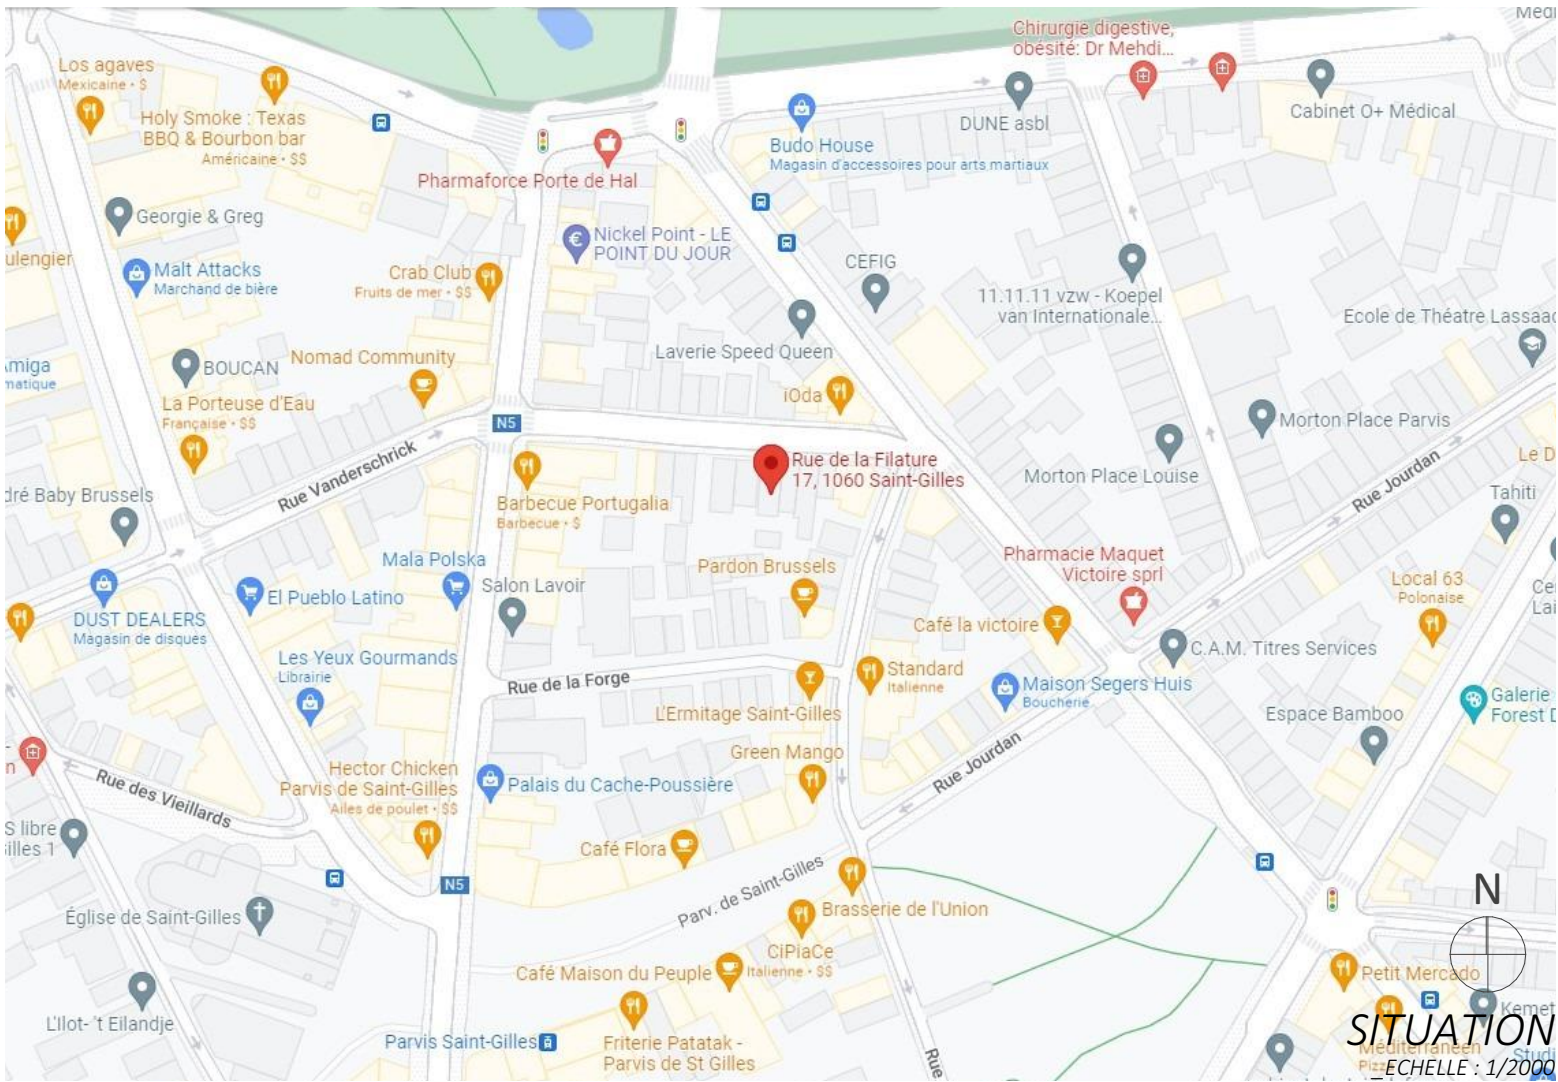 Chirurgie digestive,
obésité: Dr Mehdi...
Los agaves
Mexicaine • $
Holy Smoke : Texas
BBQ & Bourbon bar
Américaine • $$
Cabinet O+ Médical
DUNE asbl
Budo House
Magasin d'accessoires pour arts martiaux
Pharmaforce Porte de Hal
Georgie & Greg
Nickel Point - LE
POINT DU JOUR
ulengier
Malt Attacks
Marchand de bière
Crab Club
Fruits de mer • $$
CEFIG
11.11.11 vzw - Koepel
van Internationale...
Ecole de Théatre Lassaad
Laverie Speed Queen
Amiga
matique
BOUCAN
Nomad Community
La Porteuse d'Eau
Française • $$
iOda
N5
Morton Place Parvis
Rue Vanderschrick
Rue de la Filature
17, 1060 Saint-Gilles
Morton Place Louise
Rue Jourdan
Le D
dré Baby Brussels
Barbecue Portugalia
Barbecue • $
Tahiti
Mala Polska
Salon Lavoir
Pardon Brussels
Pharmacie Maquet
Victoire sprl
Local 63
Polonaise
Ce
Lai
El Pueblo Latino
DUST DEALERS
Magasin de disques
Café la victoire
C.A.M. Titres Services
Les Yeux Gourmands
Librairie
Rue de la Forge
Standard
Italienne
Maison Segers Huis
Boucherie
L'Ermitage Saint-Gilles
Espace Bamboo
Galerie
Forest D
Green Mango
Rue Jourdan
n
Rue des Vieillards
Hector Chicken
Parvis de Saint-Gilles
Ailes de poulet • $$
Palais du Cache-Poussière
S libre
illes 1
Café Flora
Parv. de Saint-Gilles
N5
N
Église de Saint-Gilles
Brasserie de l'Union
CiPiaCe
Italienne • $$
Café Maison du Peuple
Petit Mercado
Kemet
L'Ilot- 't Eilandje
Parvis Saint-Gilles
Friterie Patatak -
Parvis de St Gilles
Rue
SITUATION
Méditerranéen
Pizz
Studi
ECHELLE : 1/2000